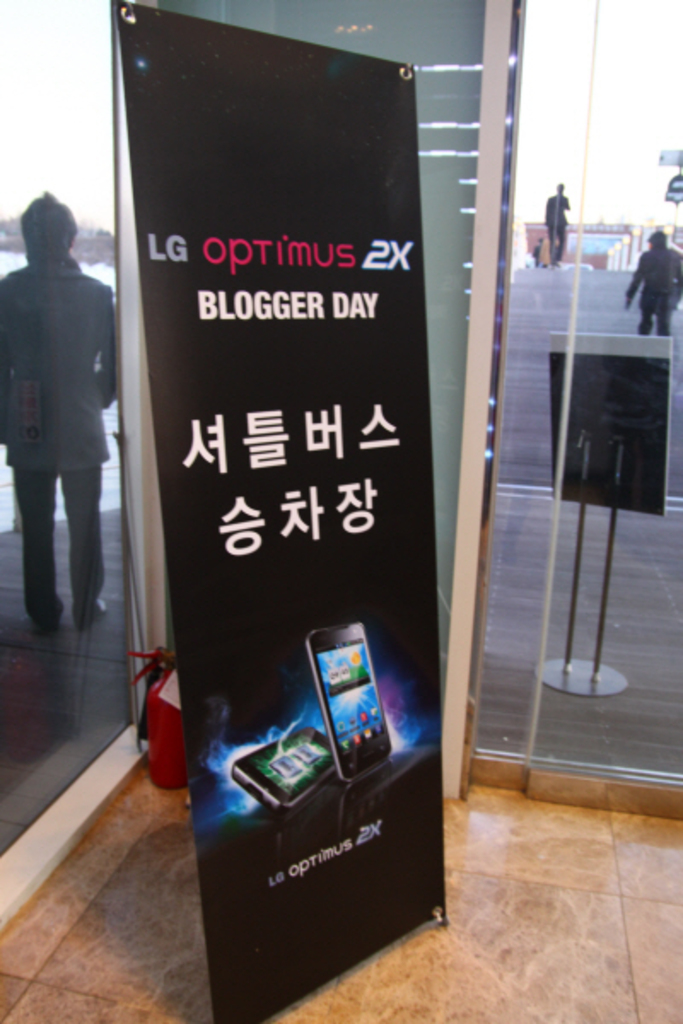 LG OPTIMUS 2X
BLOGGER DAY
셔틀버스
승차장
LG OPTIMUS 2X